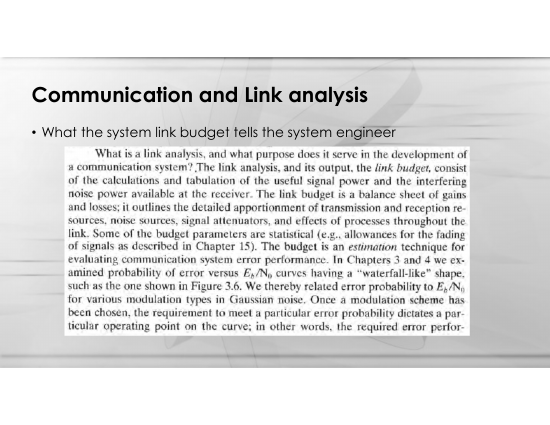 Communication and Link analysis
• What the system link budget tells the system engineer
What is a link analysis, and what purpose does it serve in the development of
a communication system? The link analysis, and its output, the link budget, consist
of the calculations and tabulation of the useful signal power and the interfering
noise power available at the receiver. The link budget is a balance sheet of gains
and losses; it outlines the detailed apportionment of transmission and reception re-
sources, noise sources, signal attenuators, and effects of processes throughout the
link. Some of the budget parameters are statistical (e.g., allowances for the fading
of signals as described in Chapter 15). The budget is an estimation technique for
evaluating communication system error performance. In Chapters 3 and 4 we ex-
amined probability of error versus E_b/N_0 curves having a "waterfall-like" shape,
such as the one shown in Figure 3.6. We thereby related error probability to E_b/N_0
for various modulation types in Gaussian noise. Once a modulation scheme has
been chosen, the requirement to meet a particular error probability dictates a par-
ticular operating point on the curve; in other words, the required error perfor-